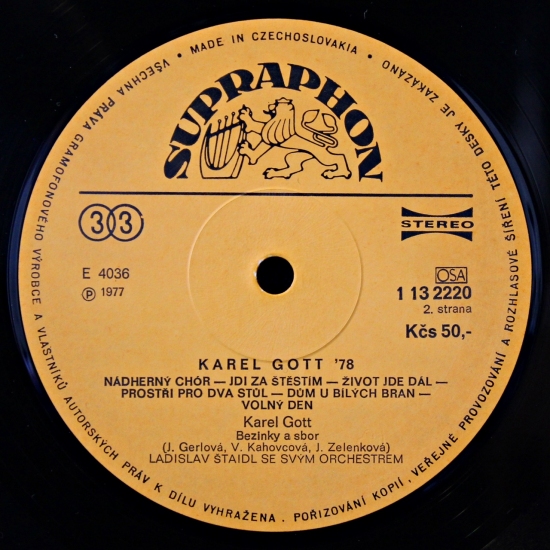 VŠECHNA PRÁVA GRAMOFONOVÉHO VÝROBCE A VLASTNÍKŮ AUTORSKÝCH PRÁV K DÍLU VYHRAŽENA. POŘIZOVÁNÍ KOPIÍ, VEŘEJNÉ PROVOZOVÁNÍ A ROZHLASOVÉ ŠÍŘENÍ TÉTO DESKY JE ZAKÁZÁNO • MADE IN CZECHOSLOVAKIA •
SUPRAPHON
33
STEREO
E 4036
Ⓟ 1977
OSA
1 13 2220
2. strana
Kčs 50,-
KAREL GOTT '78
NÁDHERNÝ CHÓR — JDI ZA ŠTĚSTÍM — ŽIVOT JDE DÁL —
PROSTŘI PRO DVA STŮL — DŮM U BÍLÝCH BRAN —
VOLNÝ DEN
Karel Gott
Bezinky a sbor
(J. Gerlová, V. Kahovcová, J. Zelenková)
LADISLAV ŠTAIDL SE SVÝM ORCHESTREM